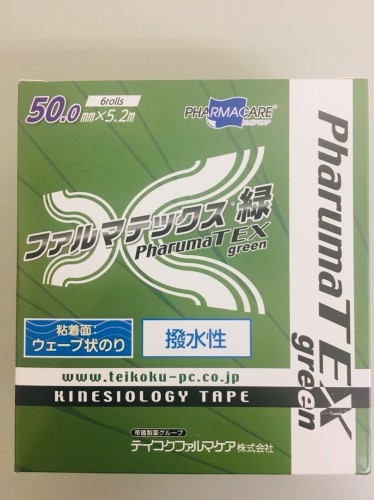 50.0mm×5.2m
6rolls
PHARMACARE®
ファルマテックス・緑
PharumaTEX
green
粘着面：
ウェーブ状のり
撥水性
www.teikoku-pc.co.jp
KINESIOLOGY TAPE
帝國製薬グループ
テイコクファルマケア株式会社
PharumaTEX
green